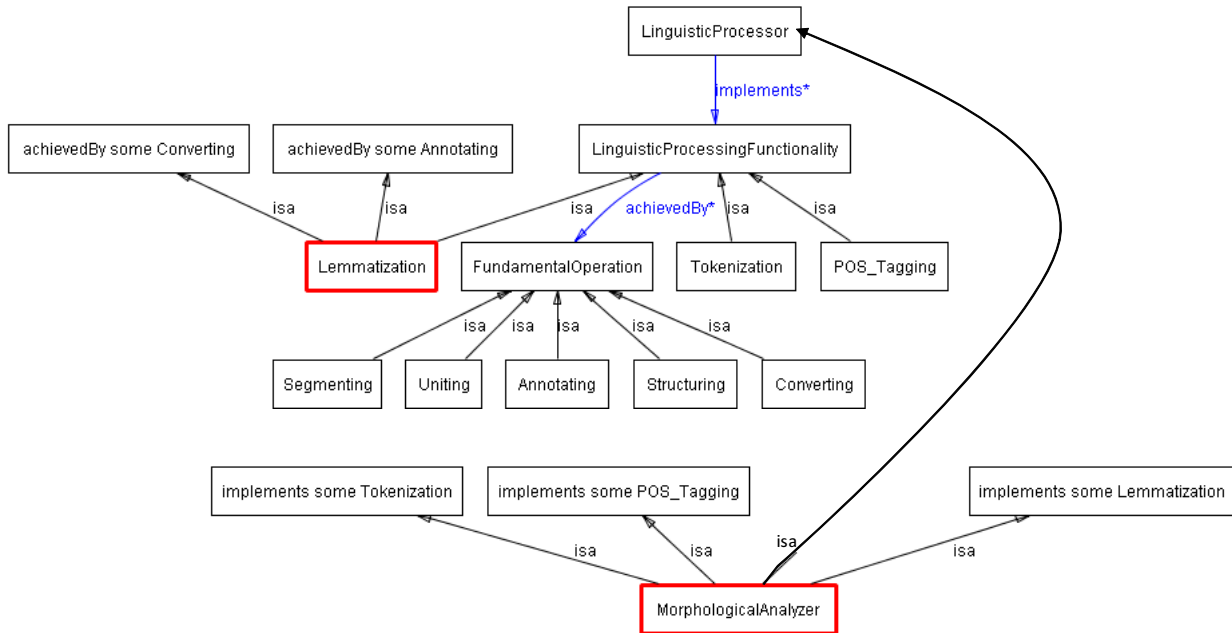 LinguisticProcessor
implements*
achievedBy some Converting
achievedBy some Annotating
LinguisticProcessingFunctionality
isa
isa
isa
achievedBy*
isa
isa
Lemmatization
FundamentalOperation
Tokenization
POS_Tagging
isa
isa
isa
isa
isa
Segmenting
Uniting
Annotating
Structuring
Converting
implements some Tokenization
implements some POS_Tagging
implements some Lemmatization
isa
isa
isa
isa
MorphologicalAnalyzer